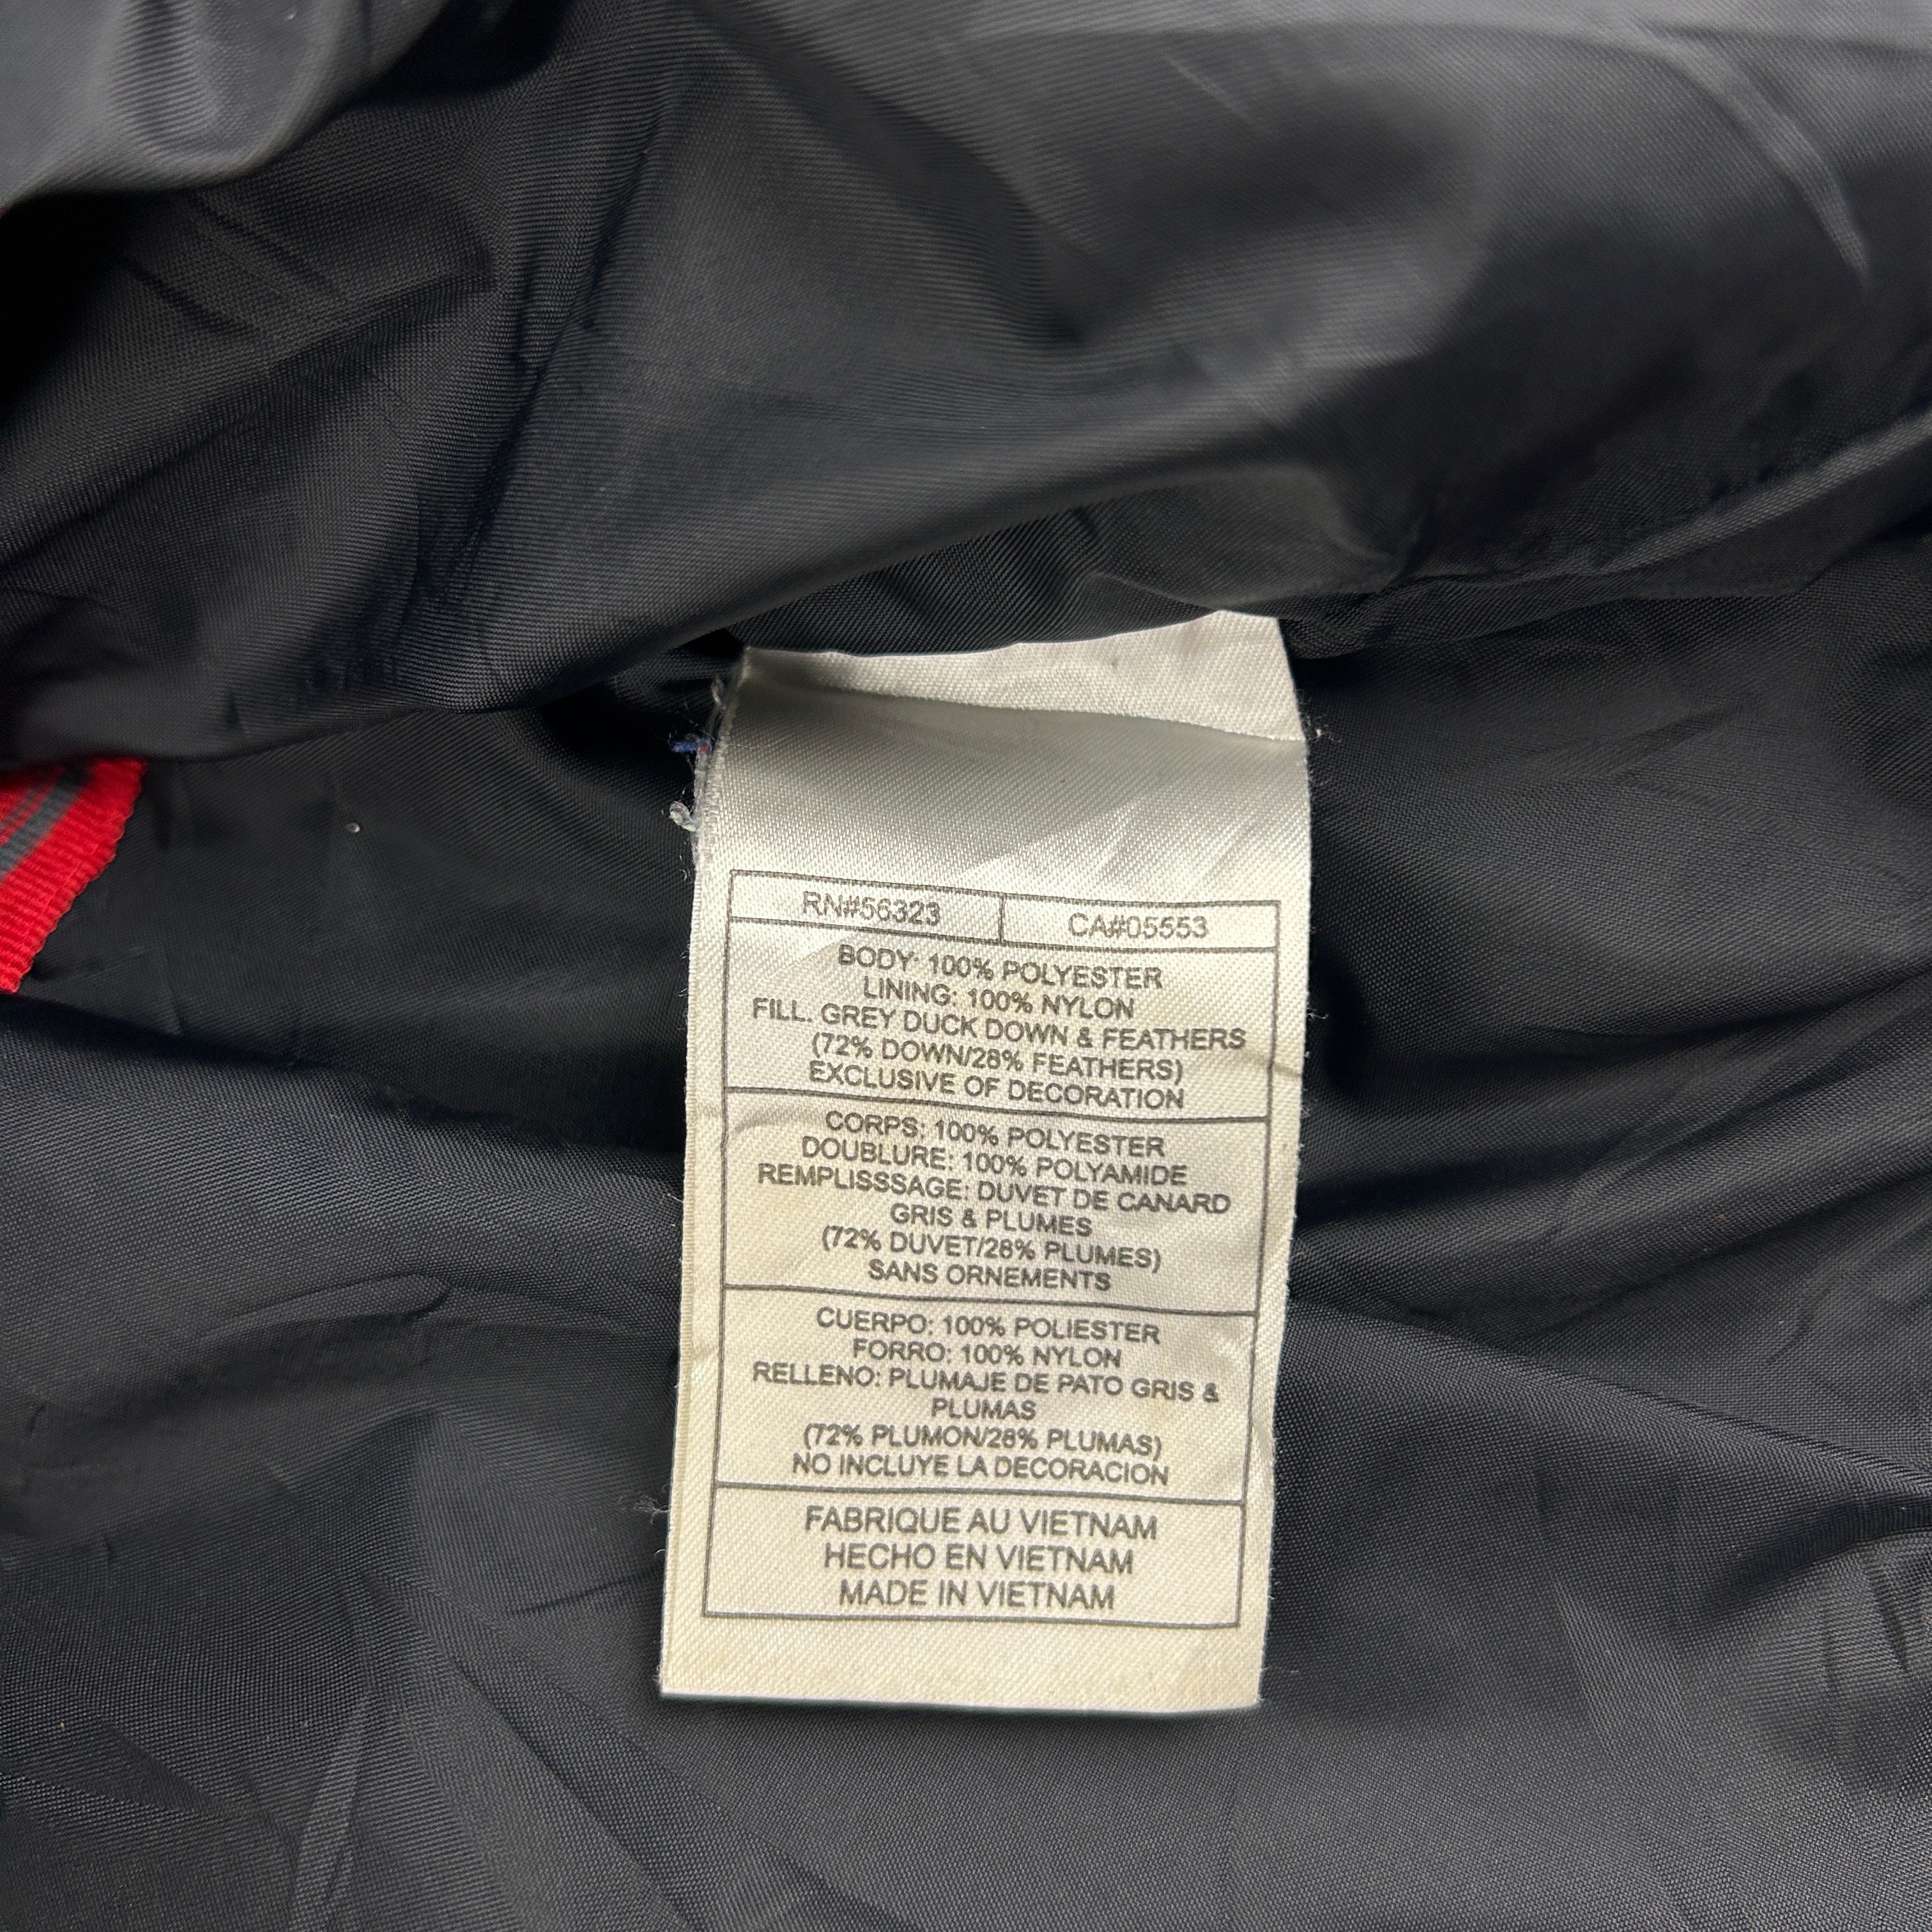 RN#56323
CA#05553
BODY: 100% POLYESTER
LINING: 100% NYLON
FILL. GREY DUCK DOWN & FEATHERS
(72% DOWN/28% FEATHERS)
EXCLUSIVE OF DECORATION
CORPS: 100% POLYESTER
DOUBLURE: 100% POLYAMIDE
REMPLISSSAGE: DUVET DE CANARD
GRIS & PLUMES
(72% DUVET/28% PLUMES)
SANS ORNEMENTS
CUERPO: 100% POLIESTER
FORRO: 100% NYLON
RELLENO: PLUMAJE DE PATO GRIS &
PLUMAS
(72% PLUMON/28% PLUMAS)
NO INCLUYE LA DECORACION
FABRIQUE AU VIETNAM
HECHO EN VIETNAM
MADE IN VIETNAM